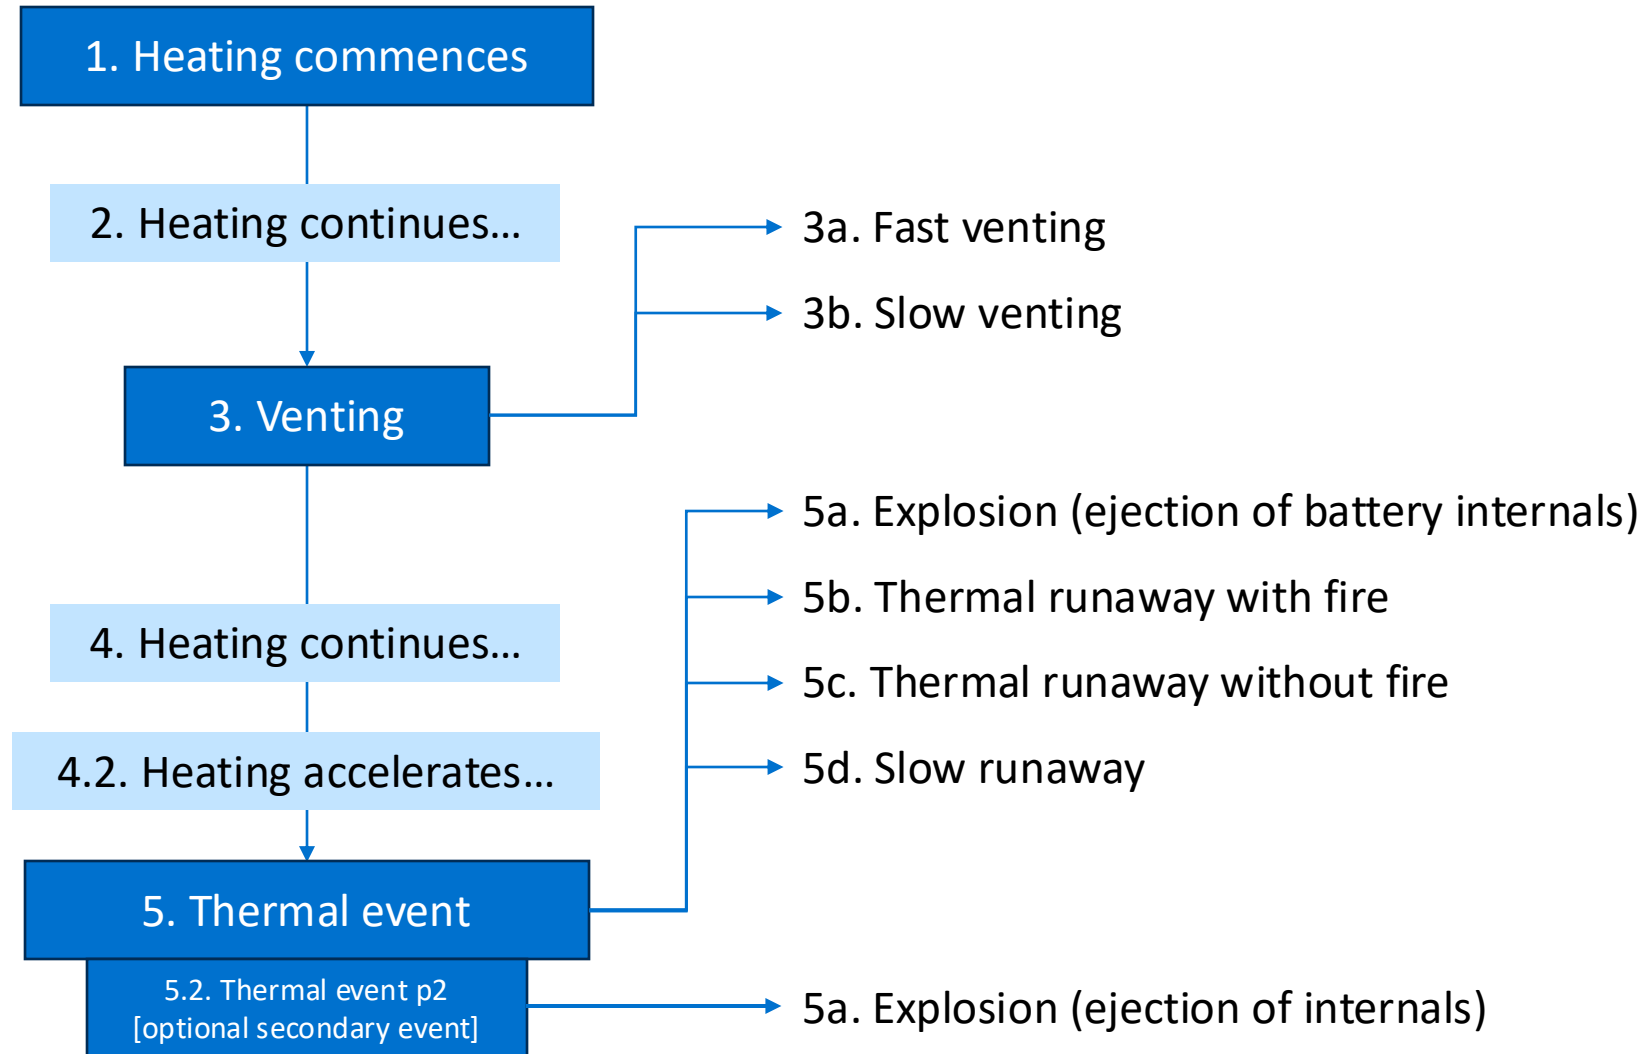 1. Heating commences
2. Heating continues…
3a. Fast venting
3b. Slow venting
3. Venting
5a. Explosion (ejection of battery internals)
5b. Thermal runaway with fire
4. Heating continues…
5c. Thermal runaway without fire
4.2. Heating accelerates…
5d. Slow runaway
5. Thermal event
5.2. Thermal event p2
[optional secondary event]
5a. Explosion (ejection of internals)